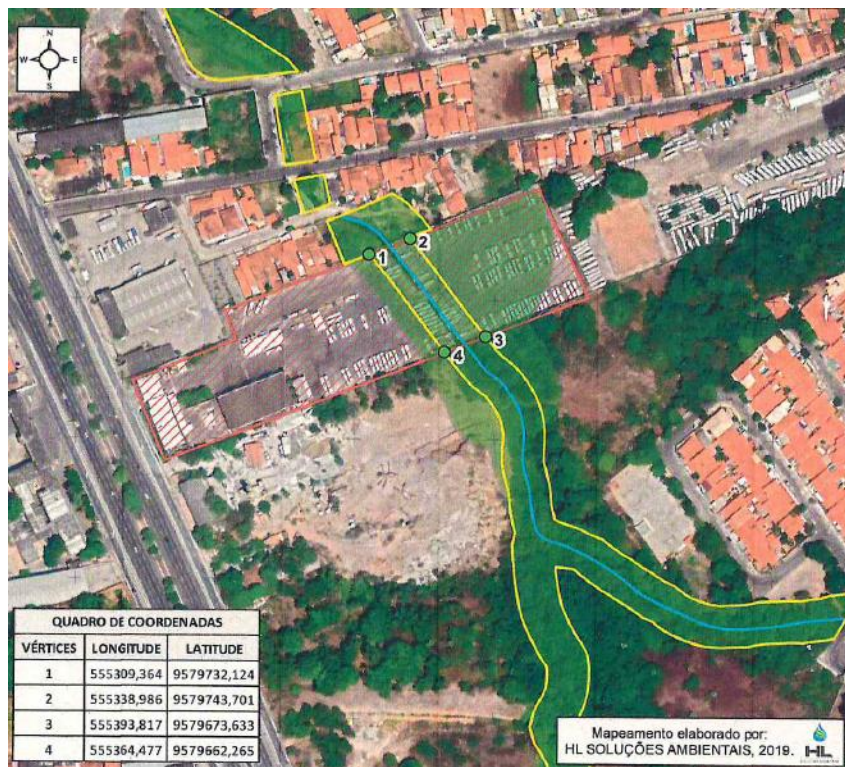 N
W E
S
1
2
3
4
QUADRO DE COORDENADAS
VÉRTICES LONGITUDE LATITUDE
1 555309,364 9579732,124
2 555338,986 9579743,701
3 555393,817 9579673,633
4 555364,477 9579662,265
Mapeamento elaborado por:
HL SOLUÇÕES AMBIENTAIS, 2019.
HL